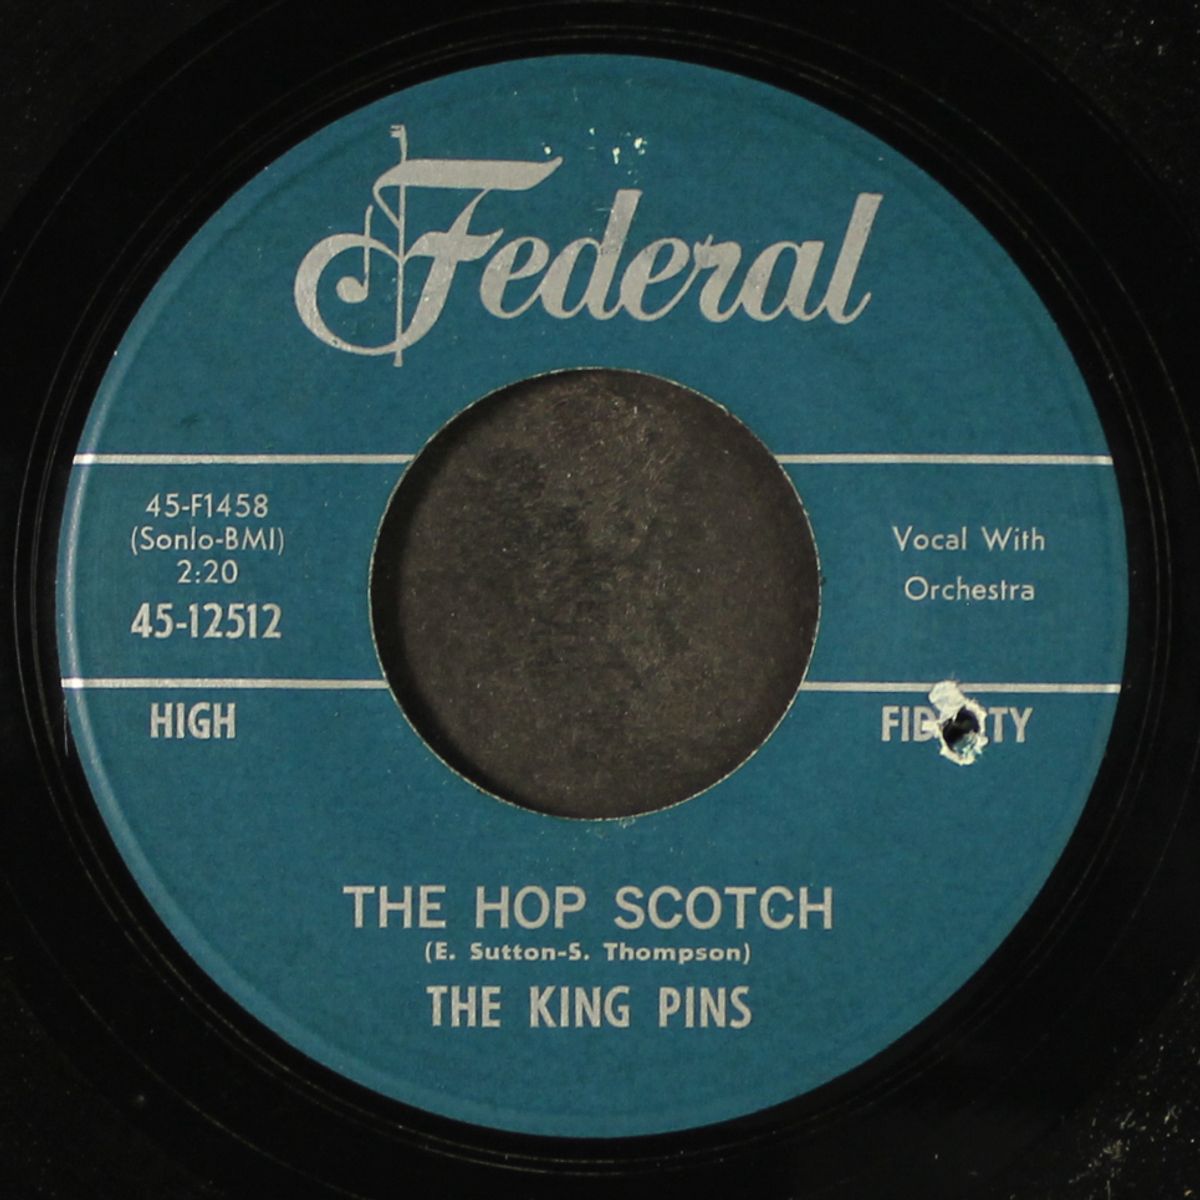 Federal
45-F1458
(Sonlo-BMI)
2:20
45-12512
Vocal With
Orchestra
HIGH
THE HOP SCOTCH
(E. Sutton-S. Thompson)
THE KING PINS